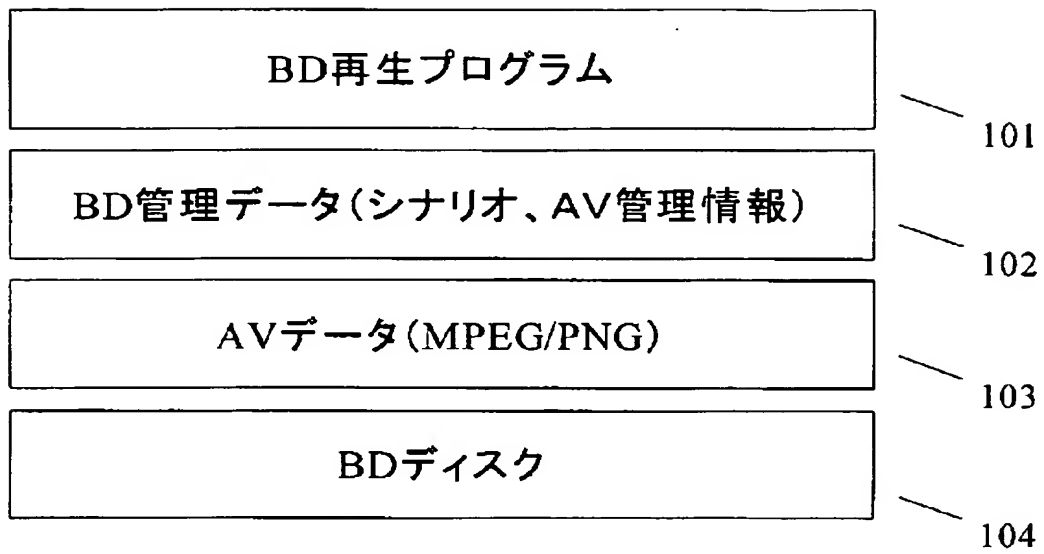 BD再生プログラム
101
BD管理データ(シナリオ、AV管理情報)
102
AVデータ(MPEG/PNG)
103
BDディスク
104